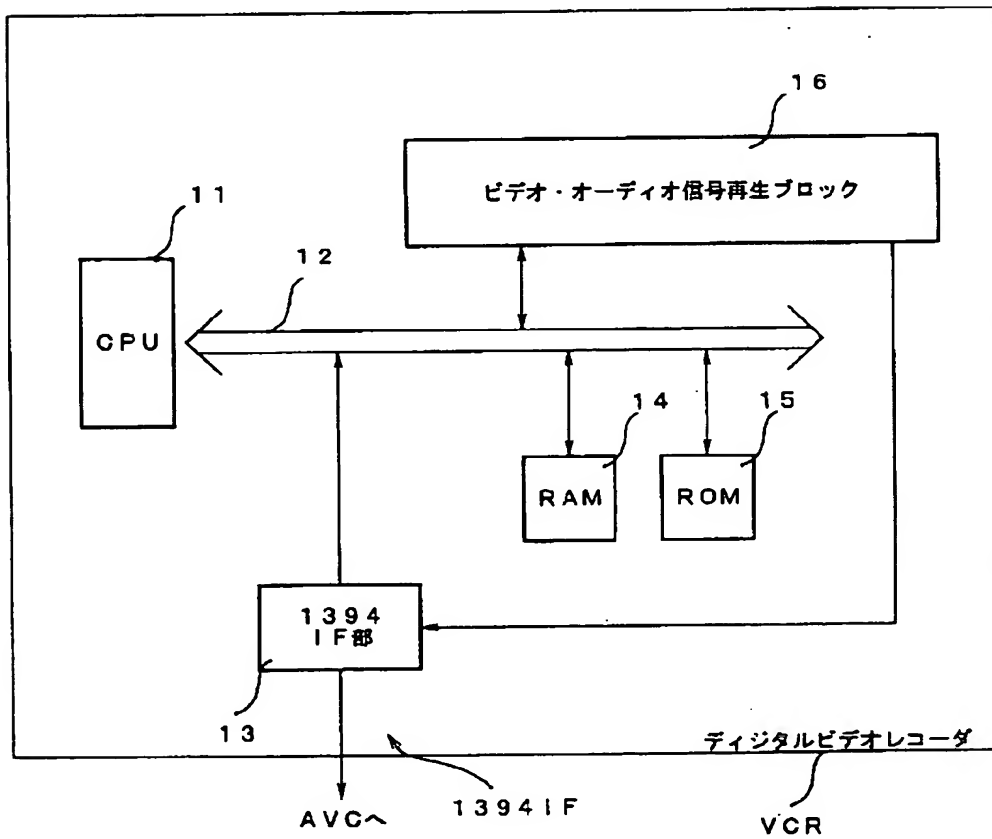 １６
ビデオ・オーディオ信号再生ブロック
１１
１２
CPU
１４
１５
RAM
ROM
１３９４
ＩＦ部
１３
ディジタルビデオレコーダ
１３９４ＩＦ
AVCへ
VCR